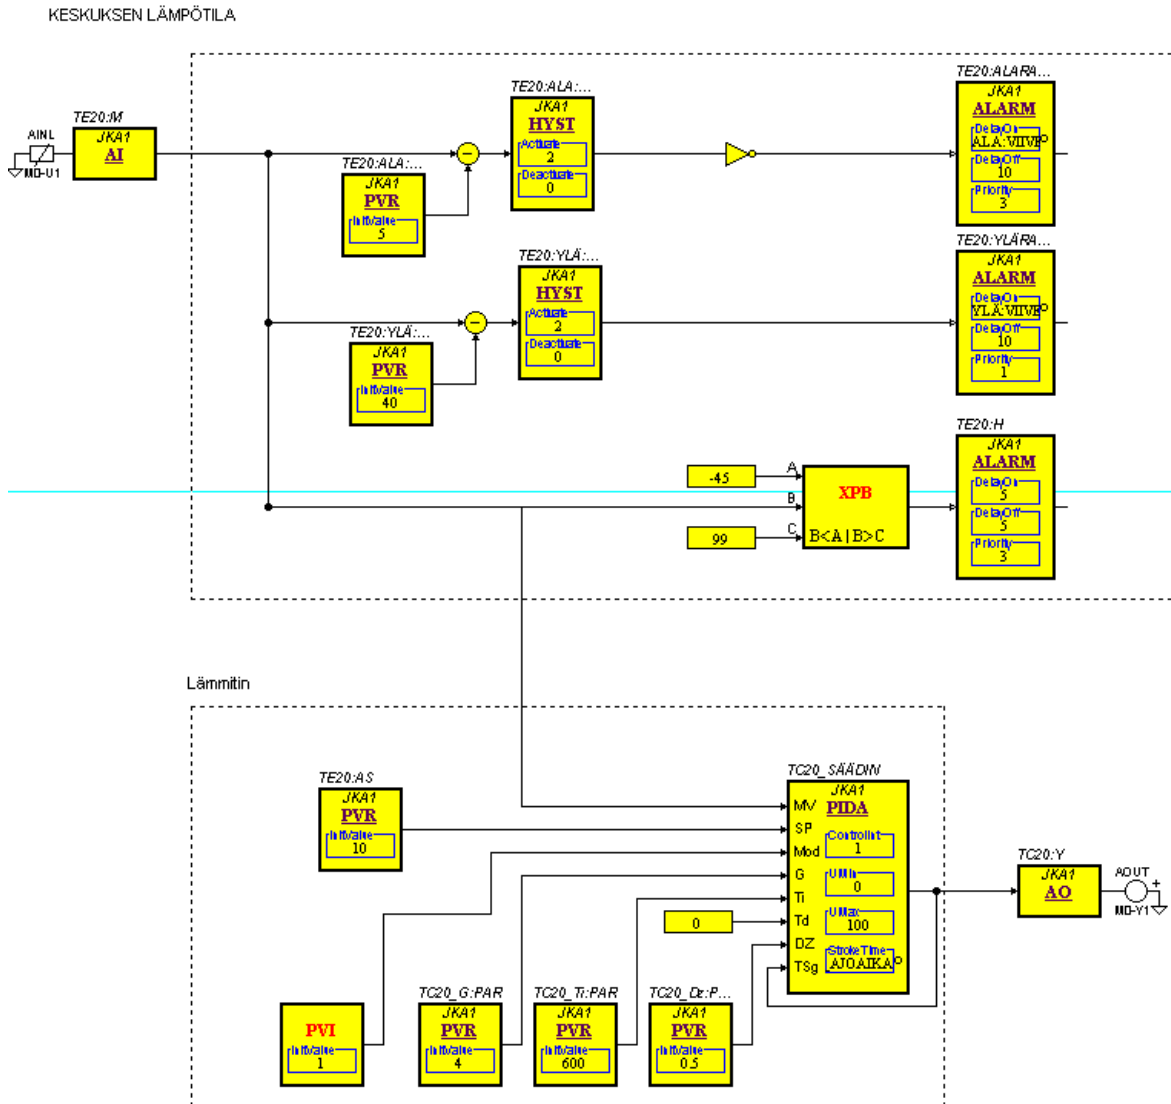 KESKUKSEN LÄMPÖTILA
TE20:M
JKA1
AI
AINL
M0-U1
TE20:ALA:...
JKA1
PVR
InitValue
5
TE20:ALA:...
JKA1
HYST
Actuate
2
Deactuate
0
TE20:ALARA...
JKA1
ALARM
DelayOn
ALA:VIIVE
DelayOff
10
Priority
3
TE20:YLÄ:...
JKA1
PVR
InitValue
40
TE20:YLÄ:...
JKA1
HYST
Actuate
2
Deactuate
0
TE20:YLÄRA...
JKA1
ALARM
DelayOn
YLÄ:VIIVE
DelayOff
10
Priority
1
-45
99
A
B
C
XPB
B<A|B>C
TE20:H
JKA1
ALARM
DelayOn
5
DelayOff
5
Priority
3
Lämmitin
TE20:AS
JKA1
PVR
InitValue
10
TC20_SÄÄDIN
JKA1
PIDA
MV
SP
Mod
G
Ti
Td
DZ
TSg
ControlInt
1
UMin
0
UMax
100
StrokeTime
AJOAIKA
0
TC20:Y
JKA1
AO
AOUT
+
M0-Y1
PVI
InitValue
1
TC20_G:PAR
JKA1
PVR
InitValue
4
TC20_Ti:PAR
JKA1
PVR
InitValue
600
TC20_Dz:P...
JKA1
PVR
InitValue
0.5